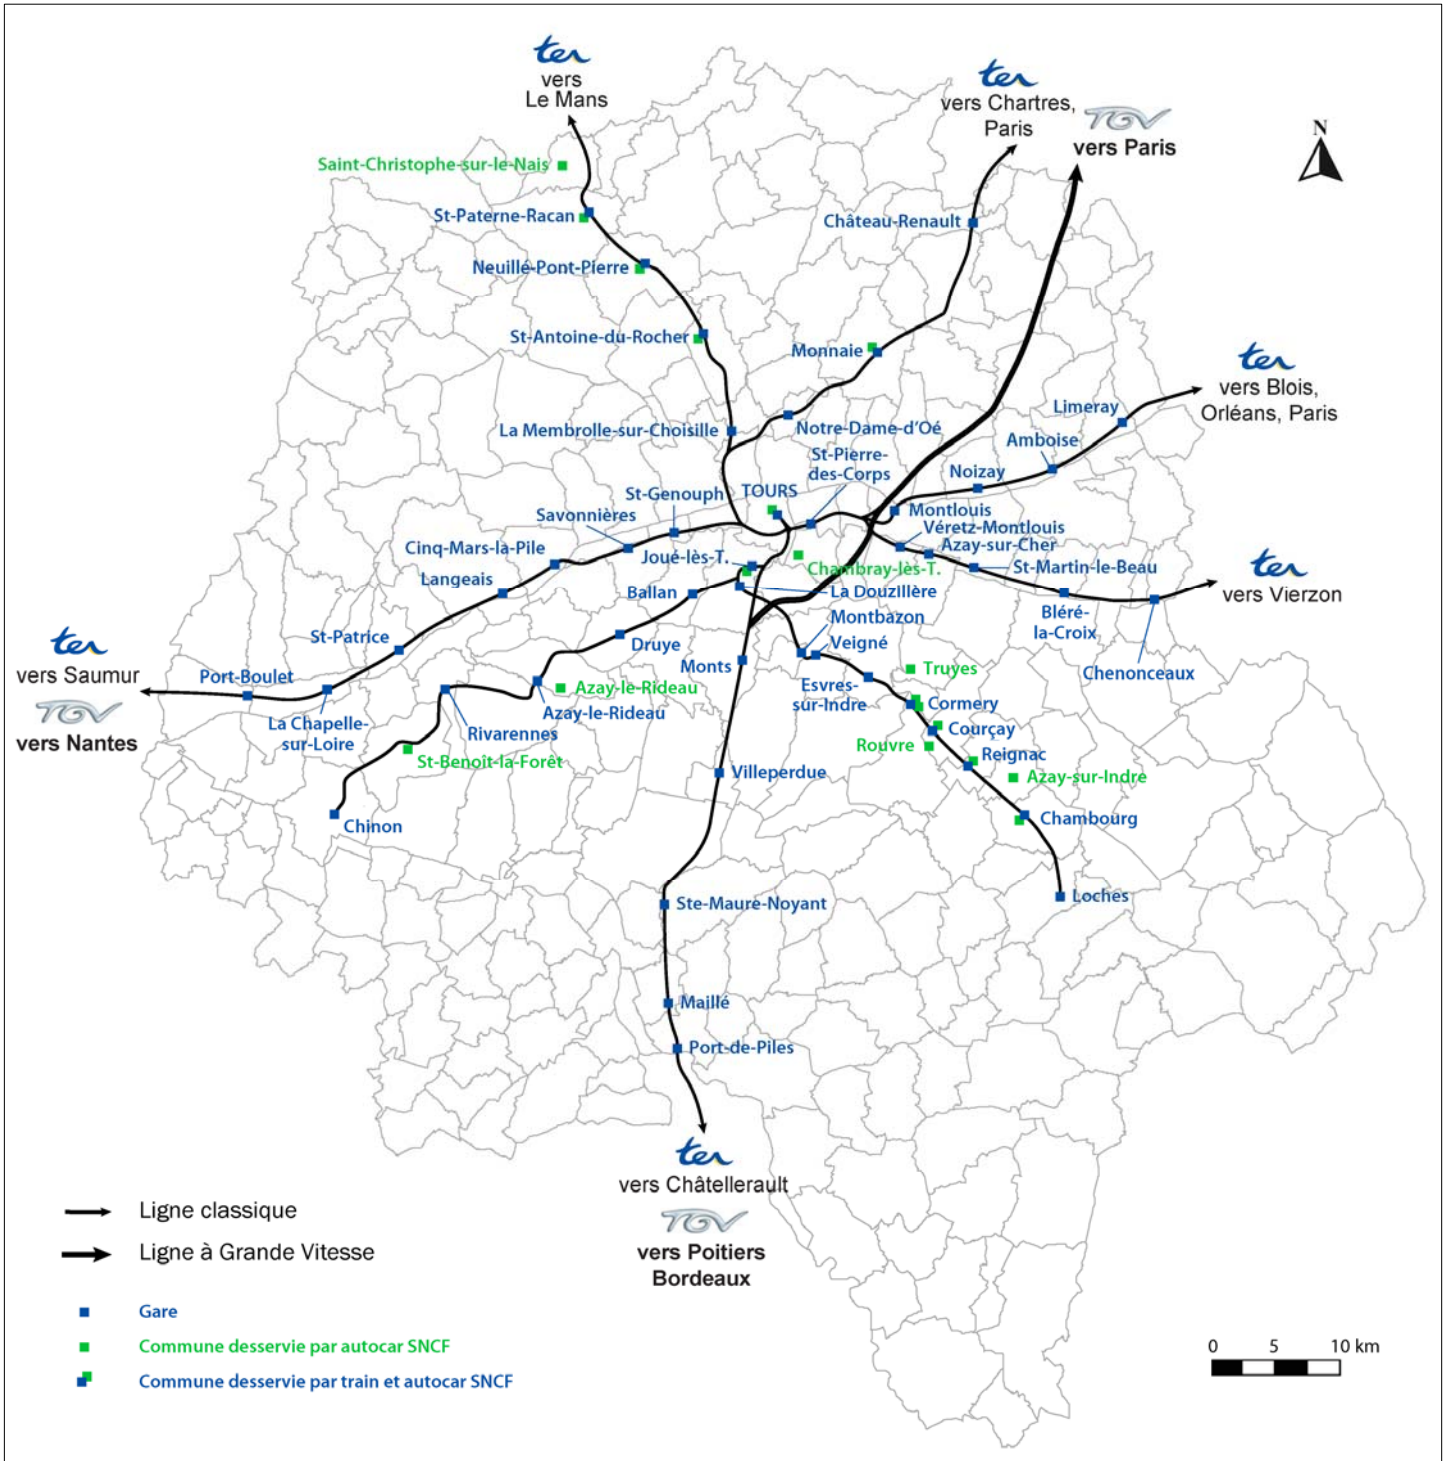 ter
vers
Le Mans
ter
vers Chartres,
Paris
TGV
vers Paris
N
Saint-Christophe-sur-le-Nais
St-Paterne-Racan
Château-Renault
Neuillé-Pont-Pierre
St-Antoine-du-Rocher
Monnaie
ter
vers Blois,
Orléans, Paris
Limeray
La Membrolle-sur-Choisille
Notre-Dame-d'Oé
Amboise
St-Pierre-
des-Corps
Noizay
St-Genouph
TOURS
Savonnières
Montlouis
Véretz-Montlouis
Cinq-Mars-la-Pile
Joué-lès-T.
Azay-sur-Cher
Chambray-lès-T.
St-Martin-le-Beau
ter
vers Vierzon
Langeais
Ballan
La Douzillère
Montbazon
Bléré-
la-Croix
St-Patrice
Druye
Veigné
ter
vers Saumur
Port-Boulet
Monts
Truyes
Chenonceaux
TGV
vers Nantes
Azay-le-Rideau
Esvres-
sur-Indre
Cormery
La Chapelle-
sur-Loire
Azay-le-Rideau
Rivarennes
Courçay
Rouvre
Reignac
St-Benoît-la-Forêt
Villeperdue
Azay-sur-Indre
Chinon
Chambourg
Ste-Maure-Noyant
Loches
Maillé
Port-de-Piles
ter
vers Châtellerault
TGV
vers Poitiers
Bordeaux
Ligne classique
Ligne à Grande Vitesse
Gare
Commune desservie par autocar SNCF
Commune desservie par train et autocar SNCF
0 5 10 km